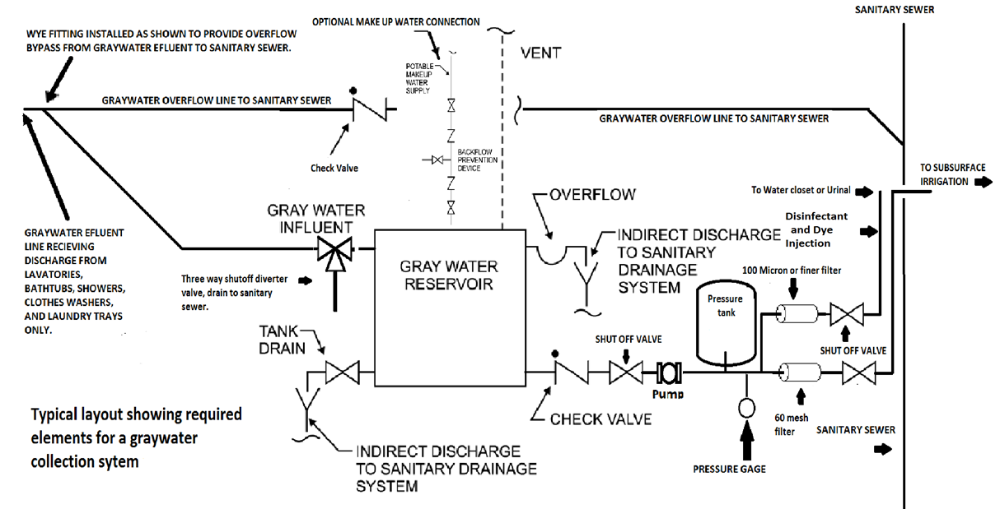 SANITARY SEWER
OPTIONAL MAKE UP WATER CONNECTION
WYE FITTING INSTALLED AS SHOWN TO PROVIDE OVERFLOW
BYPASS FROM GRAYWATER EFLUENT TO SANITARY SEWER.
VENT
POTABLE
MAKEUP
WATER
SUPPLY
GRAYWATER OVERFLOW LINE TO SANITARY SEWER
GRAYWATER OVERFLOW LINE TO SANITARY SEWER
Check Valve
BACKFLOW
PREVENTION
DEVICE
TO SUBSURFACE
IRRIGATION
To Water closet or Urinal
OVERFLOW
GRAY WATER
INFLUENT
Disinfectant
and Dye
Injection
GRAYWATER EFLUENT
LINE RECIEVING
DISCHARGE FROM
LAVATORIES,
BATHTUBS, SHOWERS,
CLOTHES WASHERS,
AND LAUNDRY TRAYS
ONLY.
INDIRECT DISCHARGE
TO SANITARY
DRAINAGE
SYSTEM
GRAY WATER
RESERVOIR
100 Micron or finer filter
Three way shutoff diverter
valve, drain to sanitary
sewer.
Pressure
tank
TANK
DRAIN
SHUT OFF VALVE
SHUT OFF VALVE
Pump
CHECK VALVE
60 mesh
filter
SANITARY SEWER
Typical layout showing required
elements for a graywater
collection sytem
INDIRECT DISCHARGE
TO SANITARY DRAINAGE
SYSTEM
PRESSURE GAGE